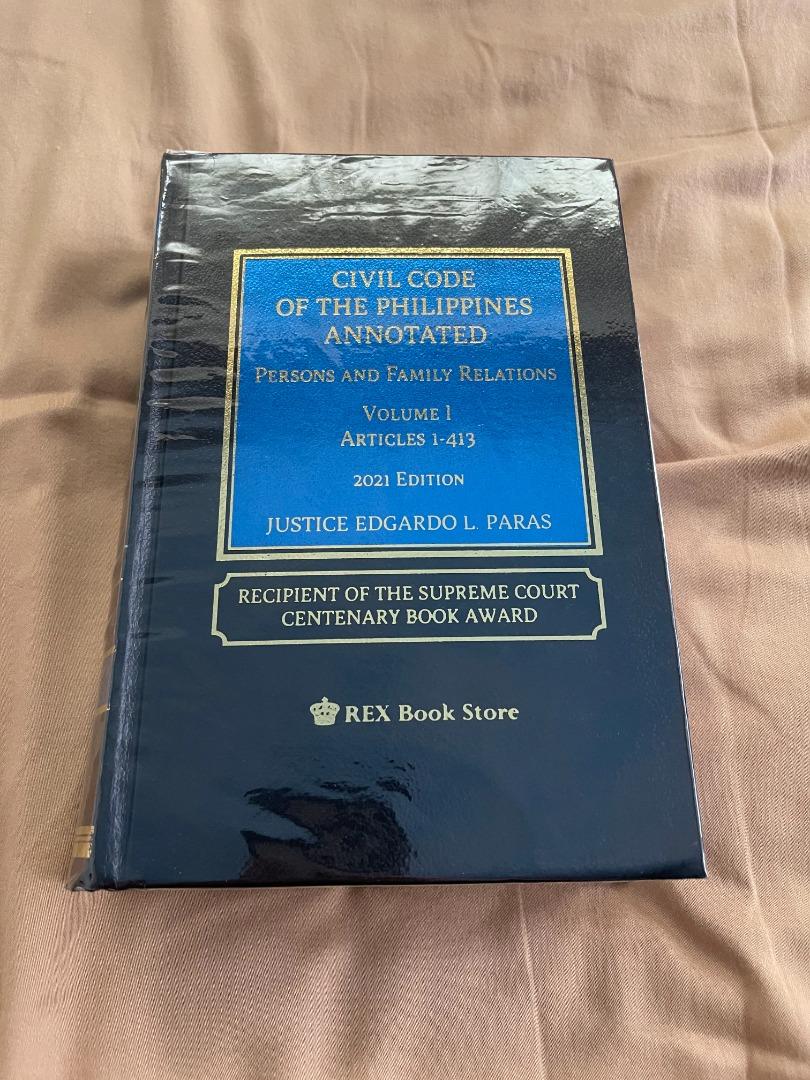 CIVIL CODE
OF THE PHILIPPINES
ANNOTATED
PERSONS AND FAMILY RELATIONS
VOLUME I
ARTICLES 1-413
2021 EDITION
JUSTICE EDGARDO L. PARAS
RECIPIENT OF THE SUPREME COURT
CENTENARY BOOK AWARD
REX Book Store